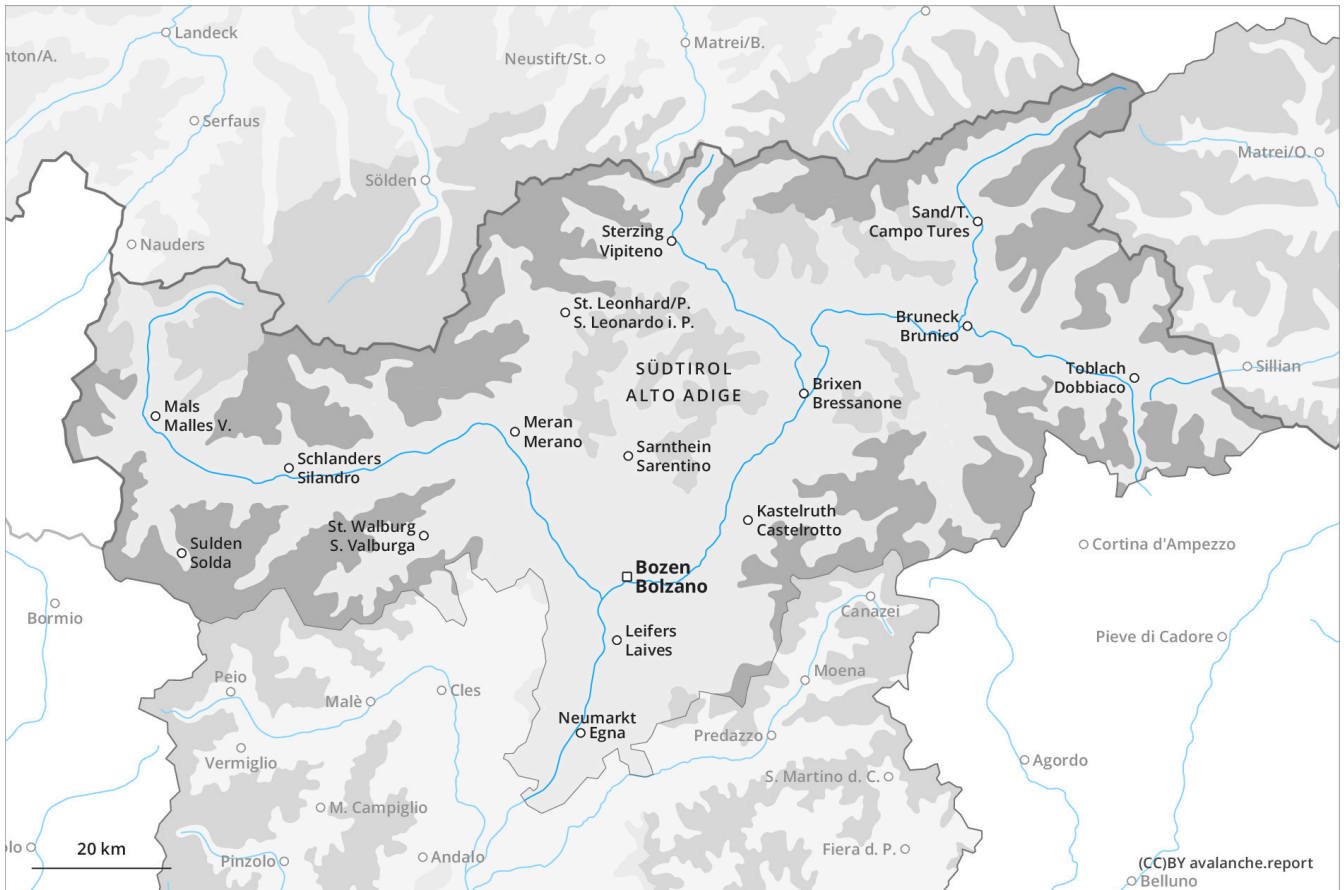 Landeck
nton/A.
Matrei/B.
Neustift/St.
Serfaus
Matrei/O.
Sölden
Sand/T.
Campo Tures
Sterzing
Vipiteno
Nauders
St. Leonhard/P.
S. Leonardo i. P.
Bruneck
Brunico
SÜDTIROL
ALTO ADIGE
Toblach
Dobbiaco
Sillian
Brixen
Bressanone
Mals
Malles V.
Meran
Merano
Schlanders
Silandro
Sarnthein
Sarentino
Kastelruth
Castelrotto
St. Walburg
S. Valburga
Sulden
Solda
Cortina d'Ampezzo
Bozen
Bolzano
Bormio
Canazei
Leifers
Laives
Pieve di Cadore
Peio
Malè
Cles
Moena
Neumarkt
Egna
Predazzo
Vermiglio
Agordo
S. Martino d. C.
M. Campiglio
olo
20 km
Pinzolo
Andalo
Fiera d. P.
(CC)BY avalanche.report
Belluno